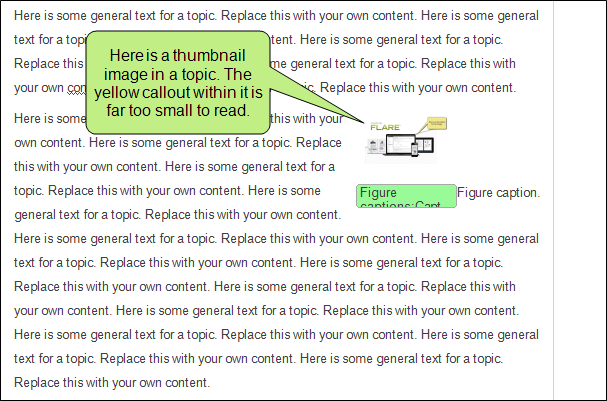 Here is some general text for a topic. Replace this with your own content. Here is some general
text for a Here is some general text for a topic.
Replace this general text for a topic. Replace this with
your own for a topic. Replace this with your own content.
Here is a thumbnail
image in a topic. The
yellow callout within it is
far too small to read.
Here is some this with your
own content. Here is some general text for a topic. Replace
this with your own content. Here is some general text for a
topic. Replace this with your own content. Here is some
general text for a topic. Replace this with your own content.
FLARE
Figure
captions:Capt
Figure caption.
Here is some general text for a topic. Replace this with your own content. Here is some general
text for a topic. Replace this with your own content. Here is some general text for a topic.
Replace this with your own content. Here is some general text for a topic. Replace this with
your own content. Here is some general text for a topic. Replace this with your own content.
Here is some general text for a topic. Replace this with your own content. Here is some general
text for a topic. Replace this with your own content. Here is some general text for a topic.
Replace this with your own content.